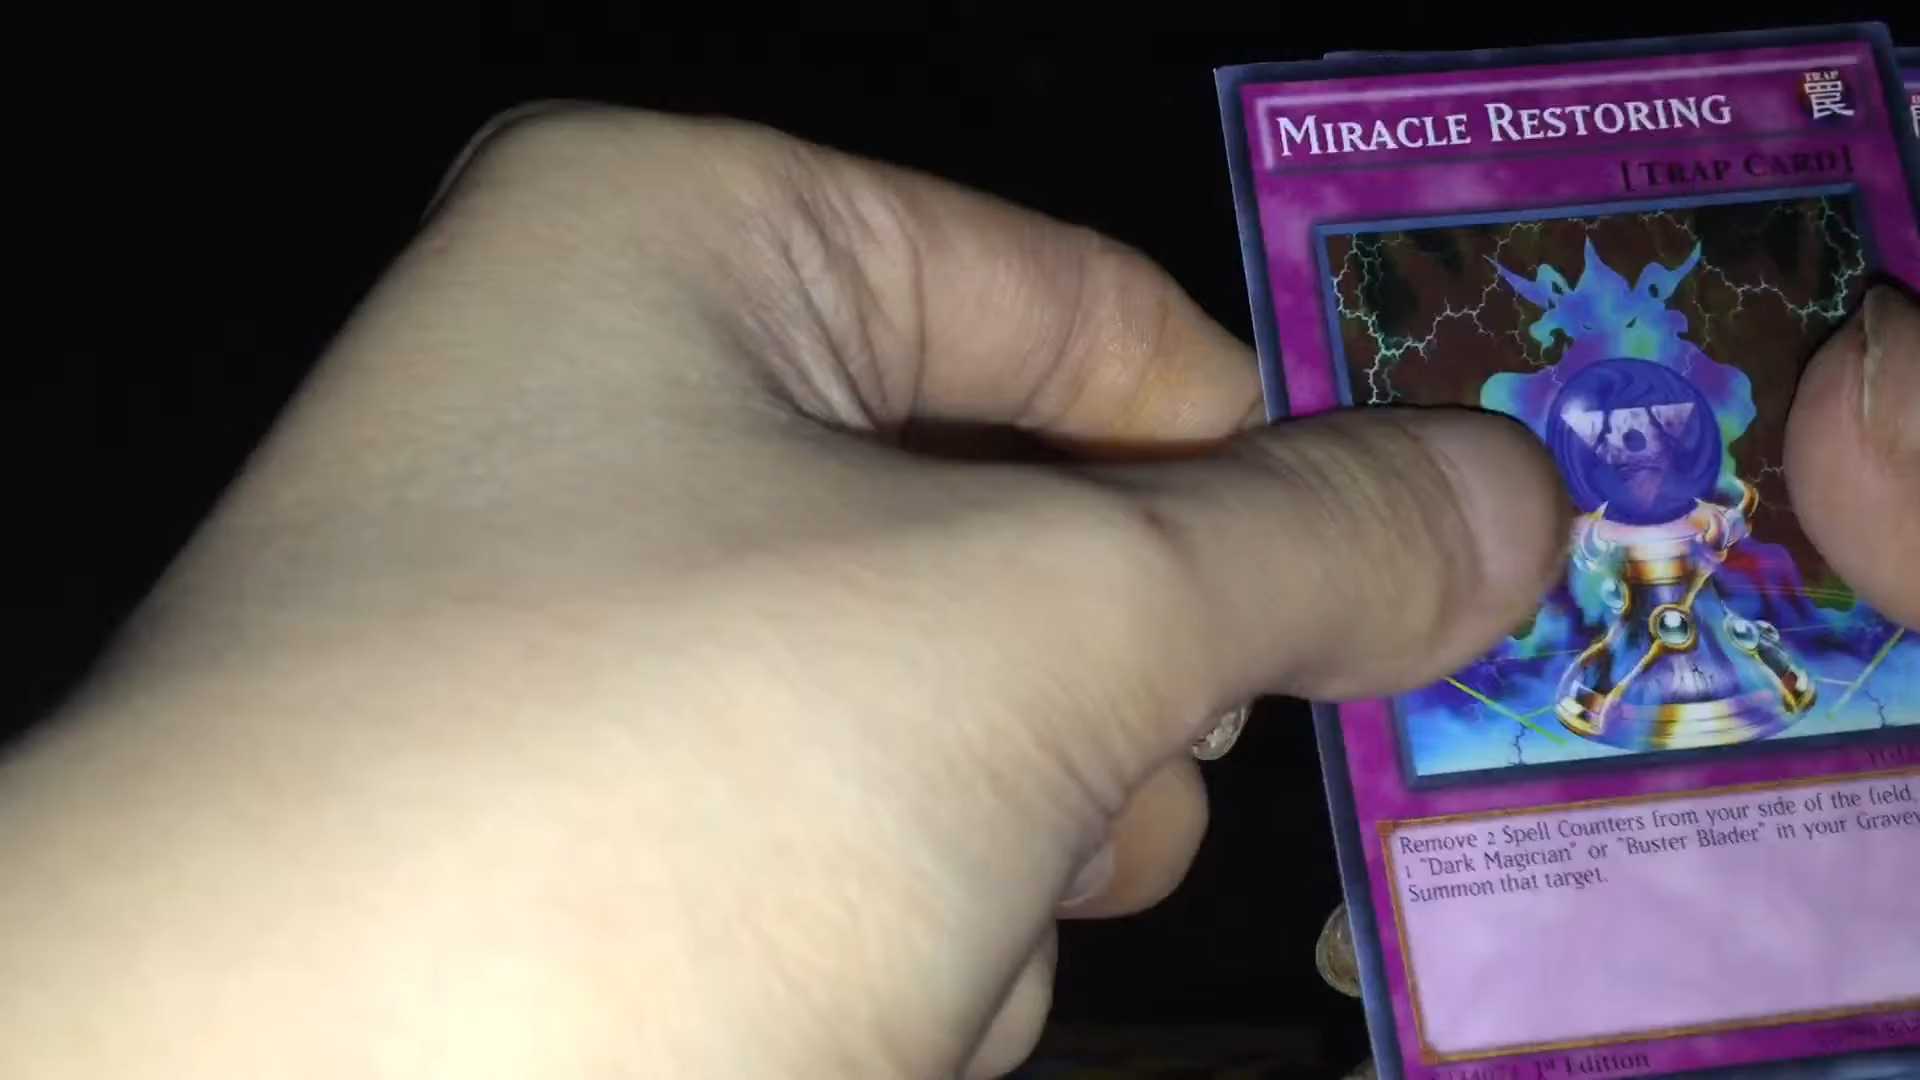 MIRACLE RESTORING
TRAP
罠
[TRAP CARD]
Remove 2 Spell Counters from your side of the field,
1 "Dark Magician" or "Buster Blader" in your
Summon that target.
1st Edition